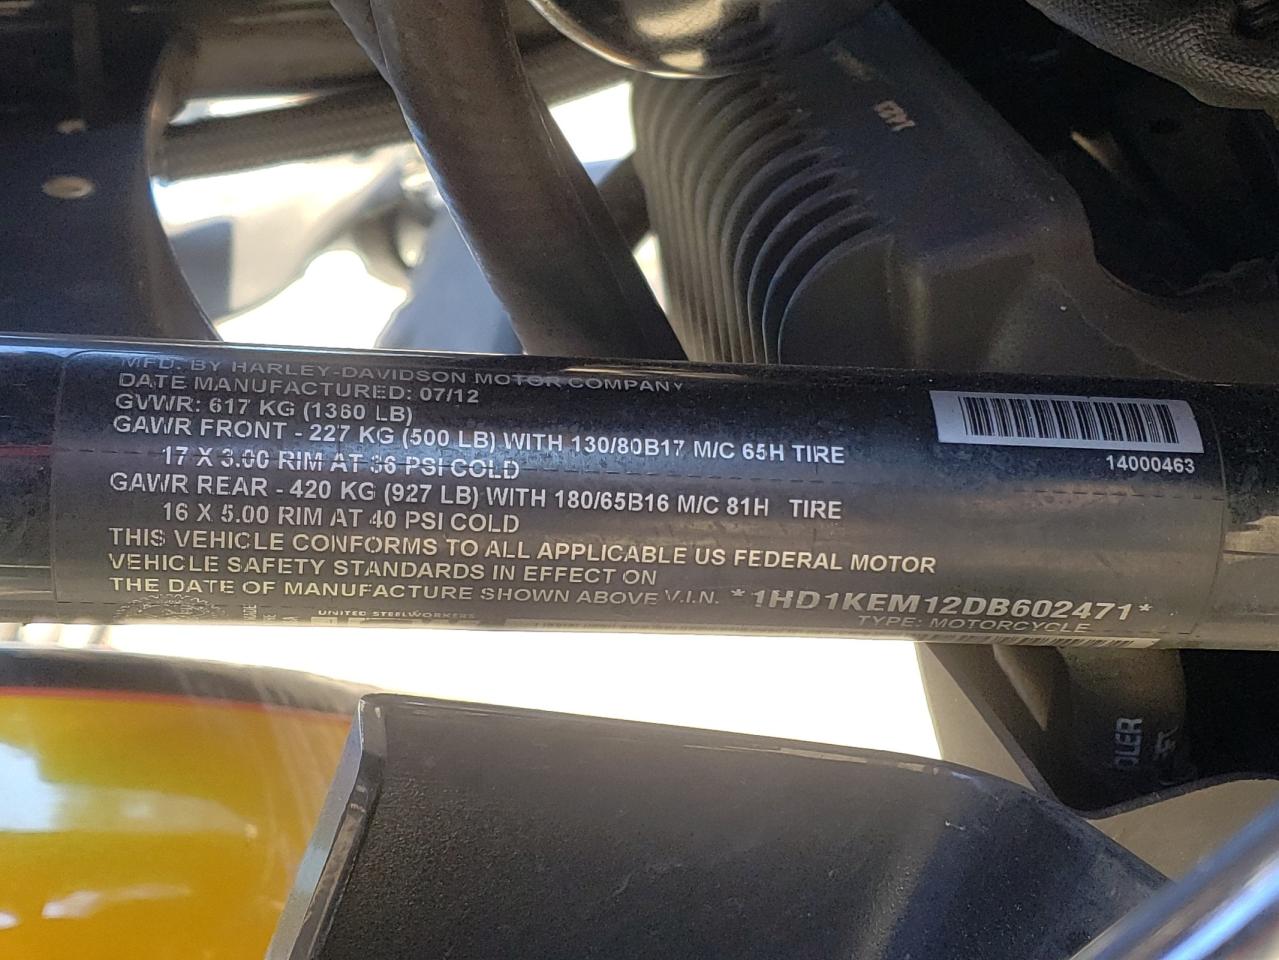 MFD. BY HARLEY-DAVIDSON MOTOR COMPANY
DATE MANUFACTURED: 07/12
GVWR: 617 KG (1360 LB)
GAWR FRONT - 227 KG (500 LB) WITH 130/80B17 M/C 65H TIRE
17 X 3.00 RIM AT 36 PSI COLD
GAWR REAR - 420 KG (927 LB) WITH 180/65B16 M/C 81H TIRE
16 X 5.00 RIM AT 40 PSI COLD
THIS VEHICLE CONFORMS TO ALL APPLICABLE US FEDERAL MOTOR
VEHICLE SAFETY STANDARDS IN EFFECT ON
THE DATE OF MANUFACTURE SHOWN ABOVE V.I.N. *1HD1KEM12DB602471*
TYPE: MOTORCYCLE
14000463
UNITED STEELWORKERS